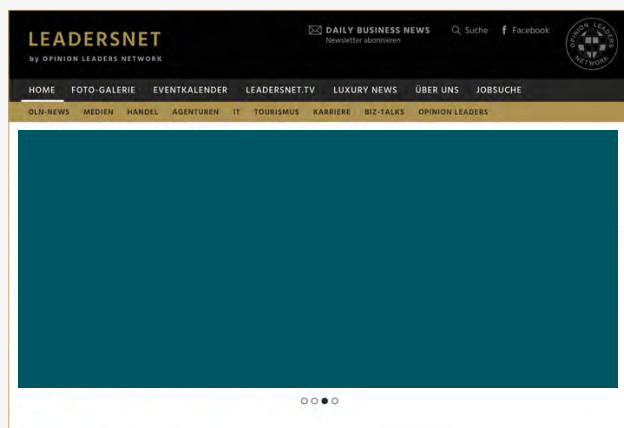 LEADERSNET
by OPINION LEADERS NETWORK
DAILY BUSINESS NEWS
Newsletter abonnieren
Suche
f Facebook
OPINION LEADERS NETWORK
HOME FOTO-GALERIE EVENTKALENDER LEADERSNET.TV LUXURY NEWS ÜBER UNS JOBSUCHE
OLN-NEWS MEDIEN HANDEL AGENTUREN IT TOURISMUS KARRIERE BIZ-TALKS OPINION LEADERS